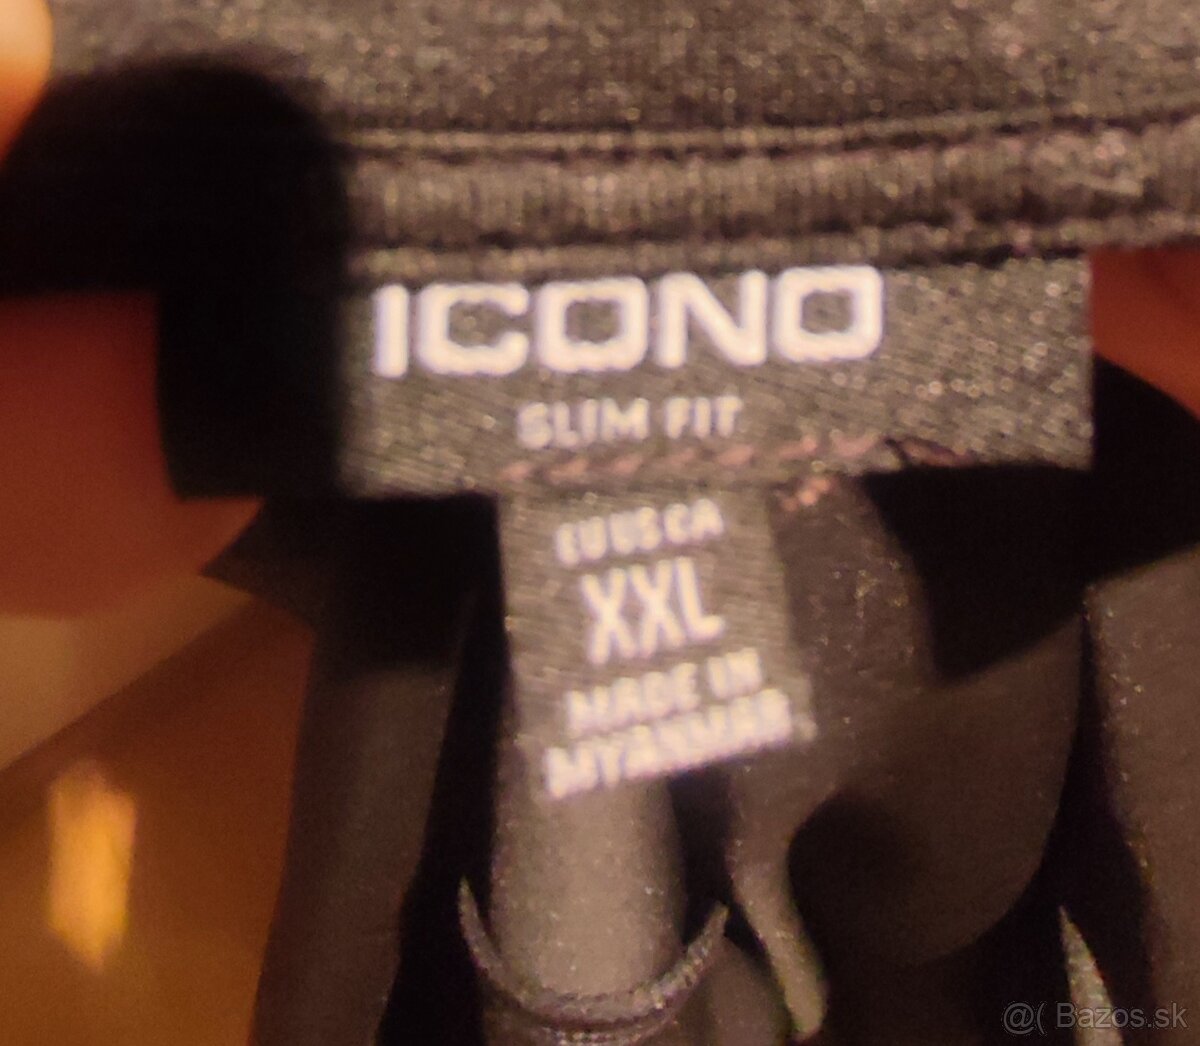 ICONO
SLIM FIT
EU US CA
XXL
MADE IN
MYANMAR
@( Bazos.sk